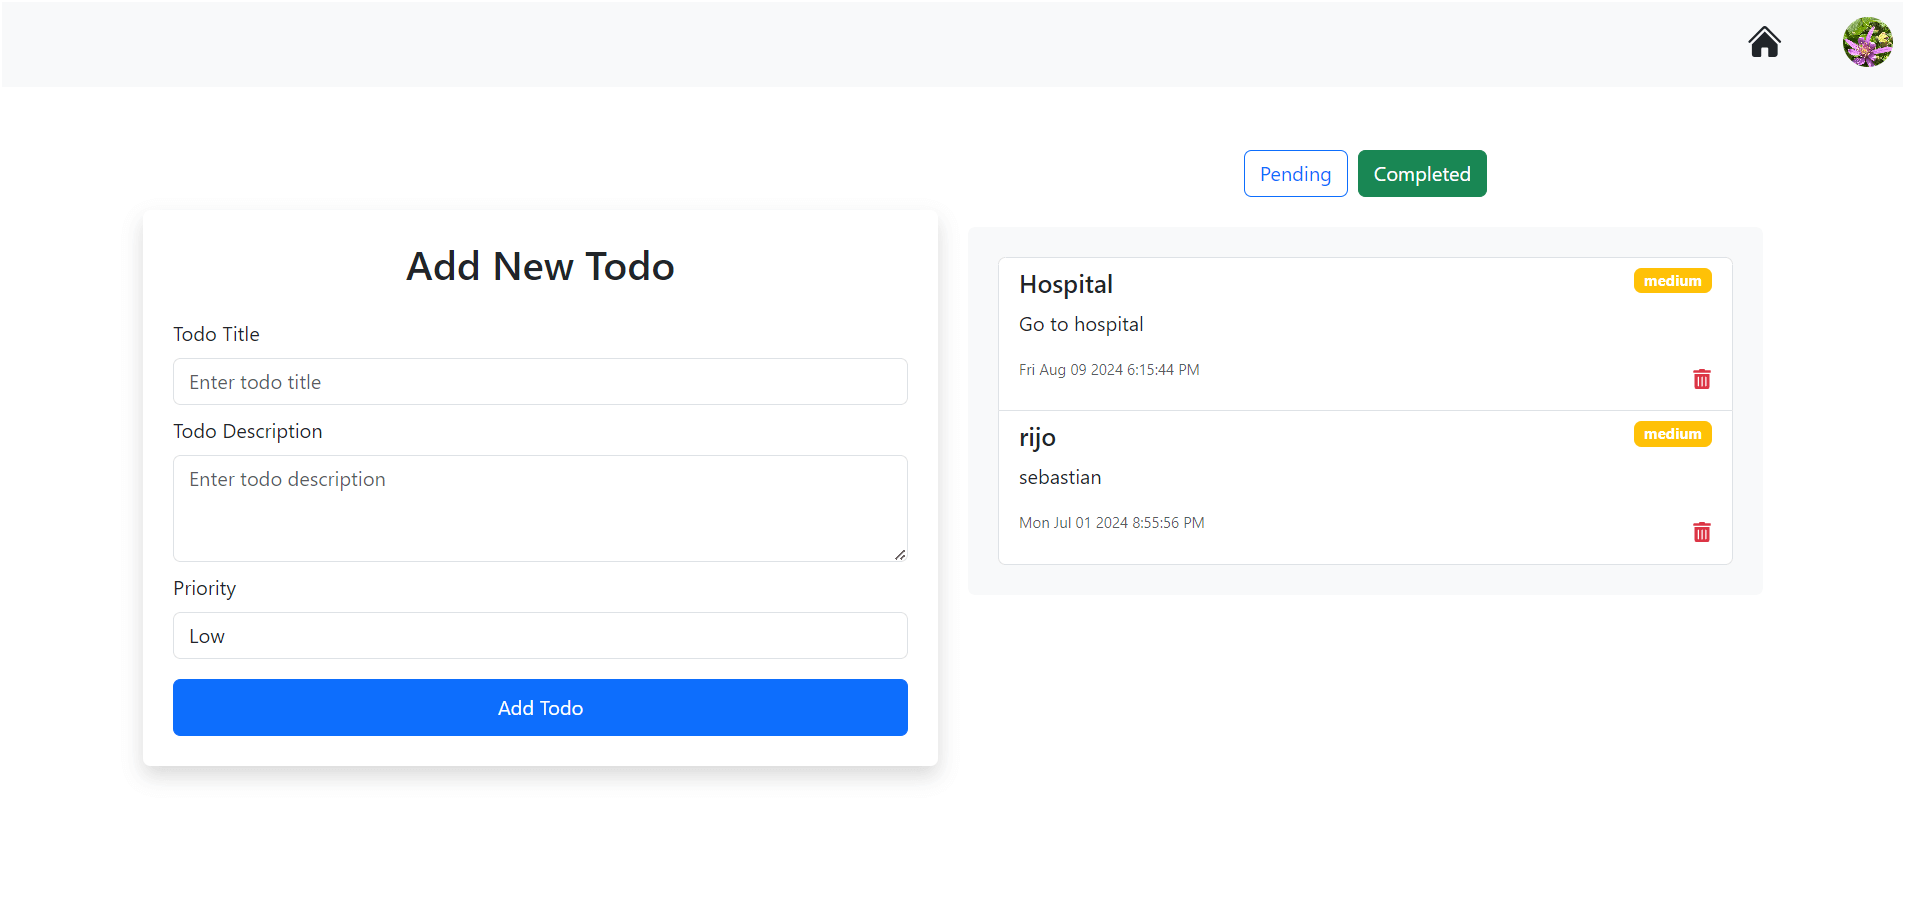 Pending
Completed
Add New Todo
Todo Title
Enter todo title
Todo Description
Enter todo description
Priority
Low
Add Todo
Hospital
medium
Go to hospital
Fri Aug 09 2024 6:15:44 PM
rijo
medium
sebastian
Mon Jul 01 2024 8:55:56 PM